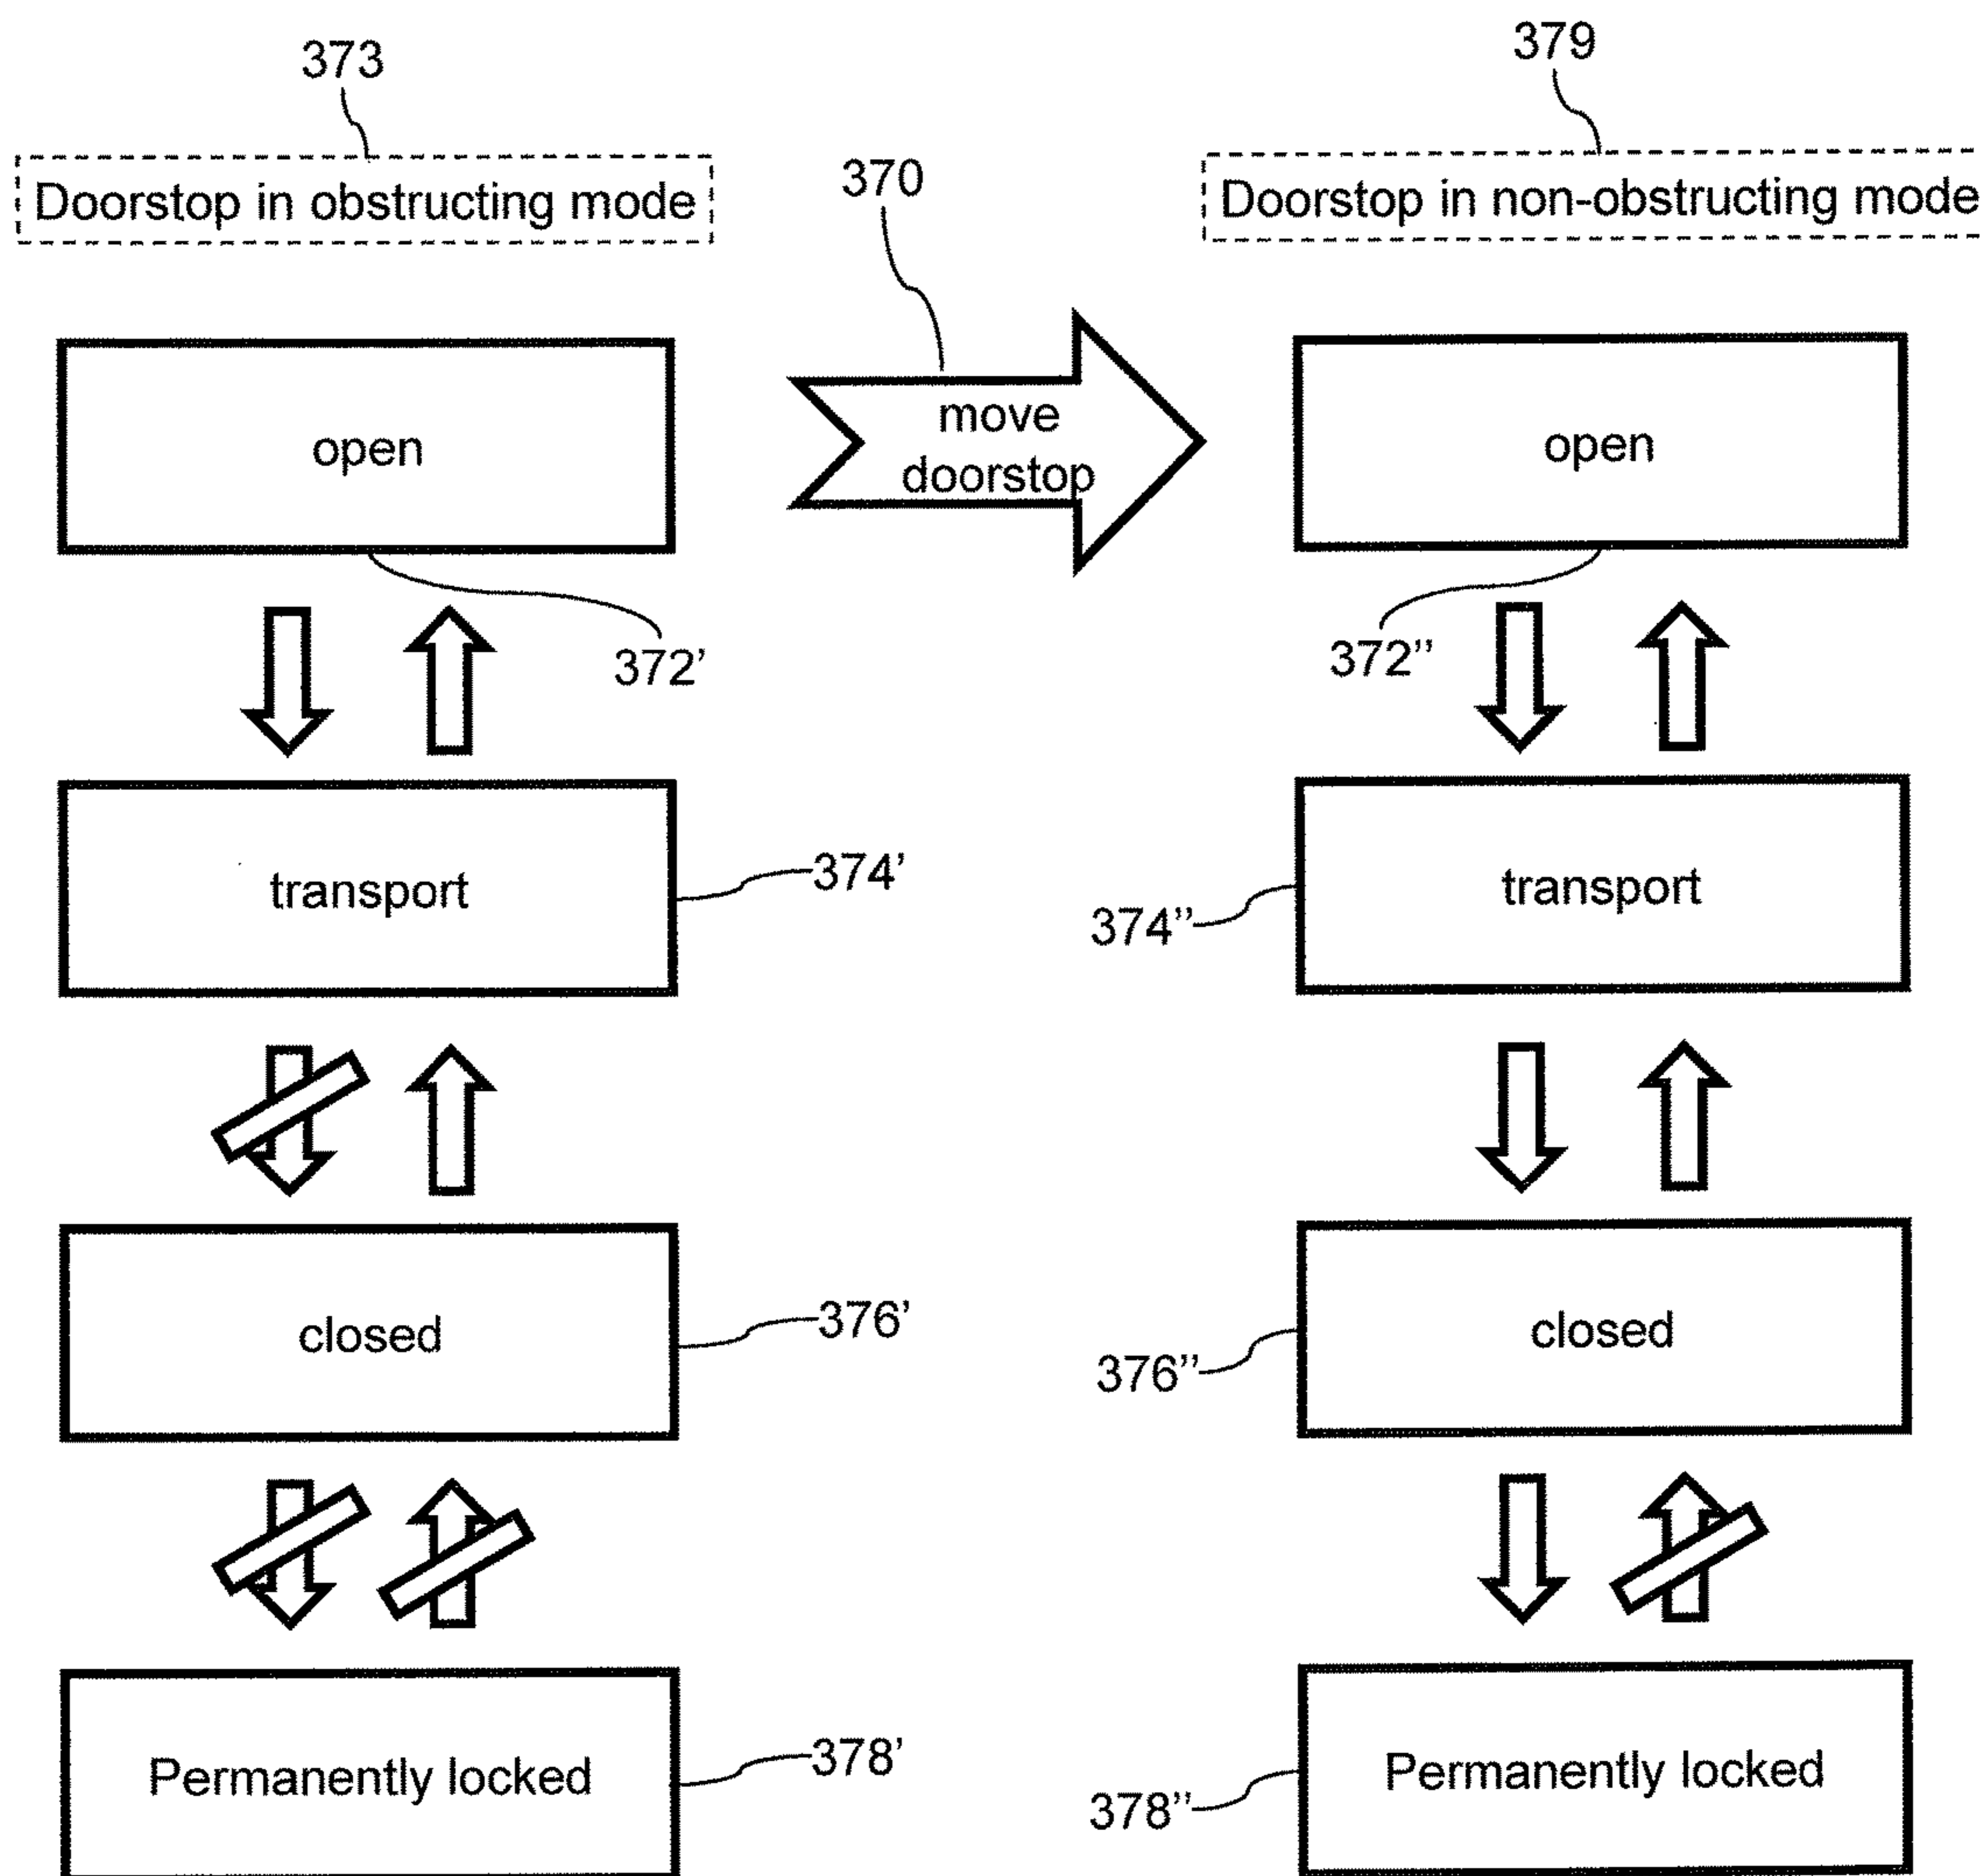 373
379
370
Doorstop in obstructing mode
Doorstop in non-obstructing mode
open
move
doorstop
open
372’
372’’
transport
374’
transport
374’’
closed
376’
closed
376’’
Permanently locked
378’
Permanently locked
378’’